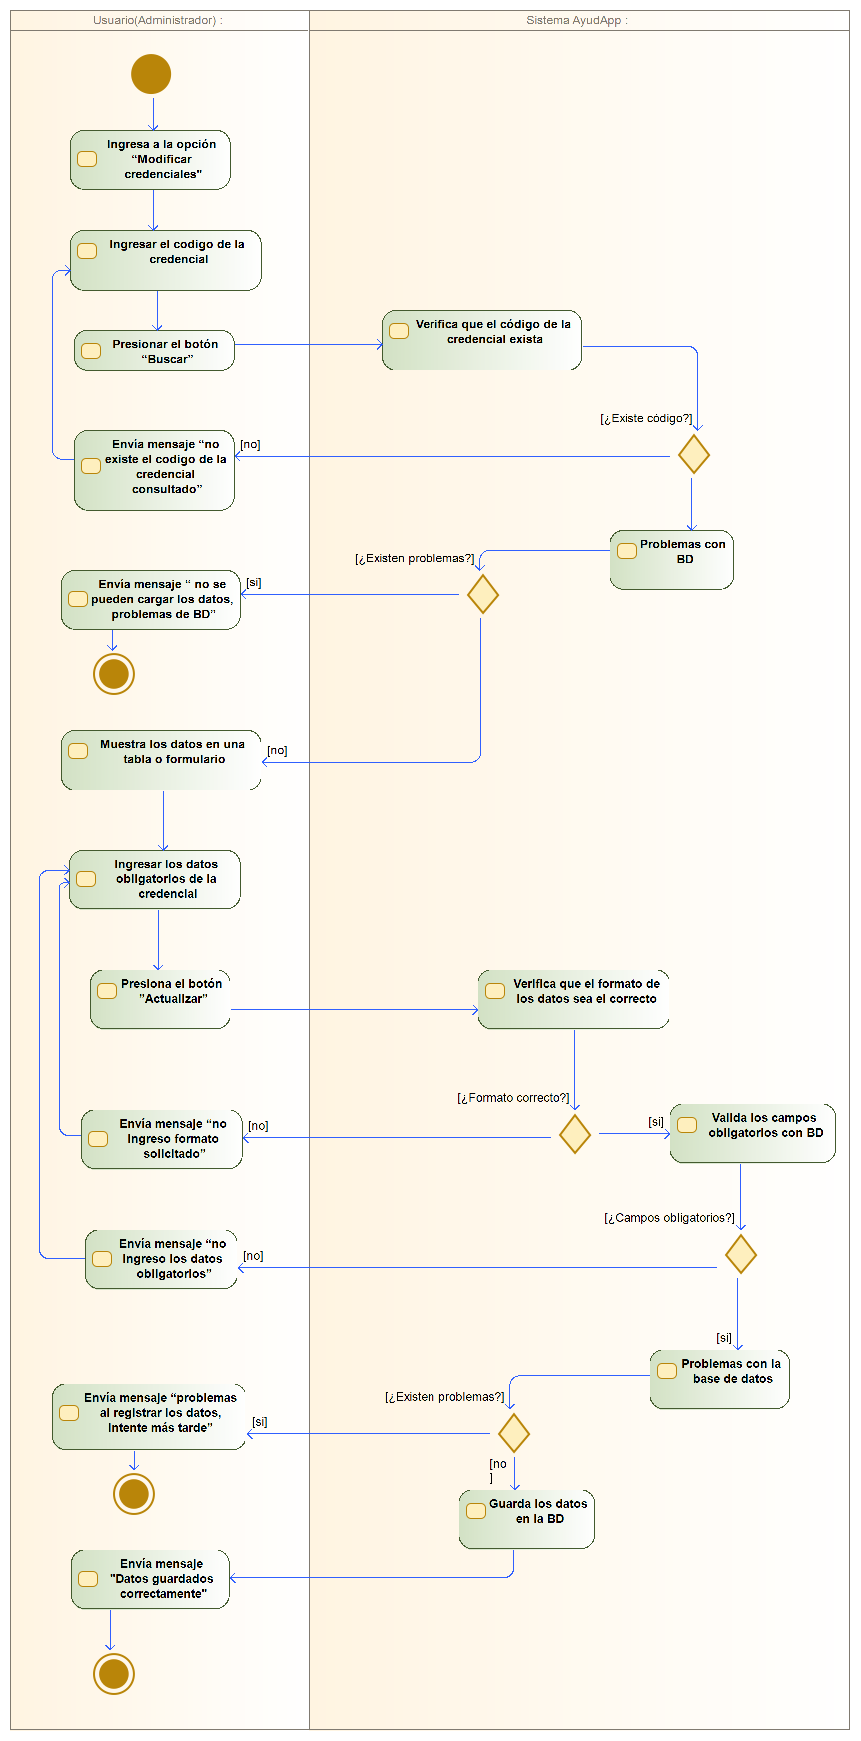 Usuario(Administrador) :
Sistema AyudApp :
Ingresa a la opción
“Modificar
credenciales"
Ingresar el codigo de la
credencial
Presionar el botón
“Buscar”
Verifica que el código de la
credencial exista
[¿Existe código?]
[no]
Envía mensaje “no
existe el codigo de la
credencial
consultado”
Problemas con
BD
[¿Existen problemas?]
[si]
Envía mensaje “ no se
pueden cargar los datos,
problemas de BD”
Muestra los datos en una
tabla o formulario
[no]
Ingresar los datos
obligatorios de la
credencial
Presiona el botón
”Actualizar”
Verifica que el formato de
los datos sea el correcto
[¿Formato correcto?]
[no]
[si]
Envía mensaje “no
ingreso formato
solicitado”
Valida los campos
obligatorios con BD
[¿Campos obligatorios?]
[no]
Envía mensaje “no
ingreso los datos
obligatorios”
[si]
Problemas con la
base de datos
[¿Existen problemas?]
[si]
Envía mensaje “problemas
al registrar los datos,
intente más tarde”
[no
]
Guarda los datos
en la BD
Envía mensaje
"Datos guardados
correctamente"